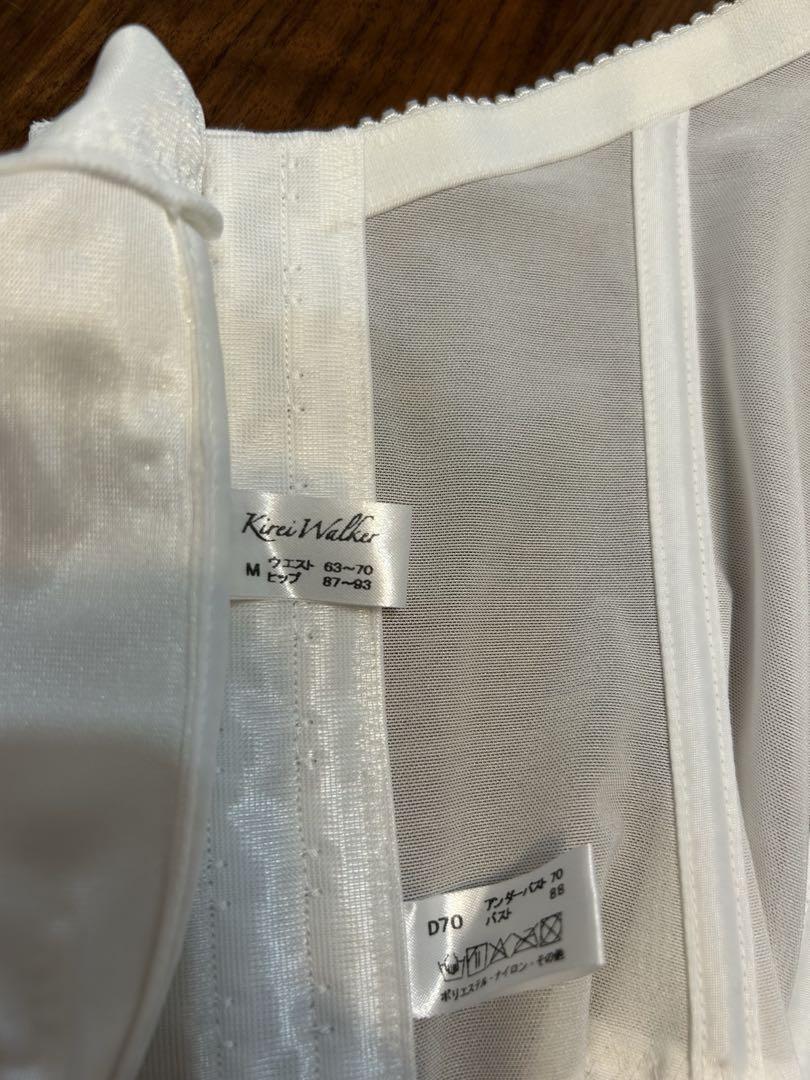 Kirei Walker
M ウエスト 63～70
ヒップ 87～93
D70 アンダーバスト 70
バスト 88
ポリエステル・ナイロン・その他